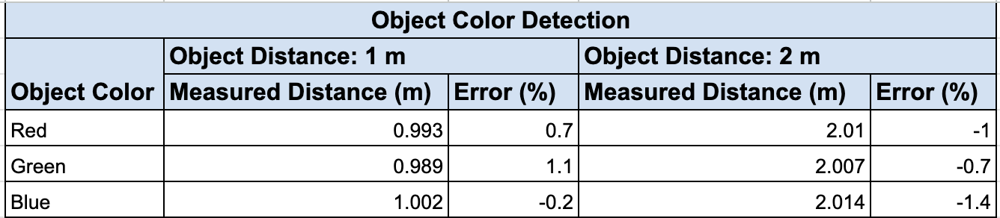 Object Color Detection
Object Distance: 1 m Object Distance: 2 m
Object Color Measured Distance (m) Error (%) Measured Distance (m) Error (%)
Red 0.993 0.7 2.01 -1
Green 0.989 1.1 2.007 -0.7
Blue 1.002 -0.2 2.014 -1.4